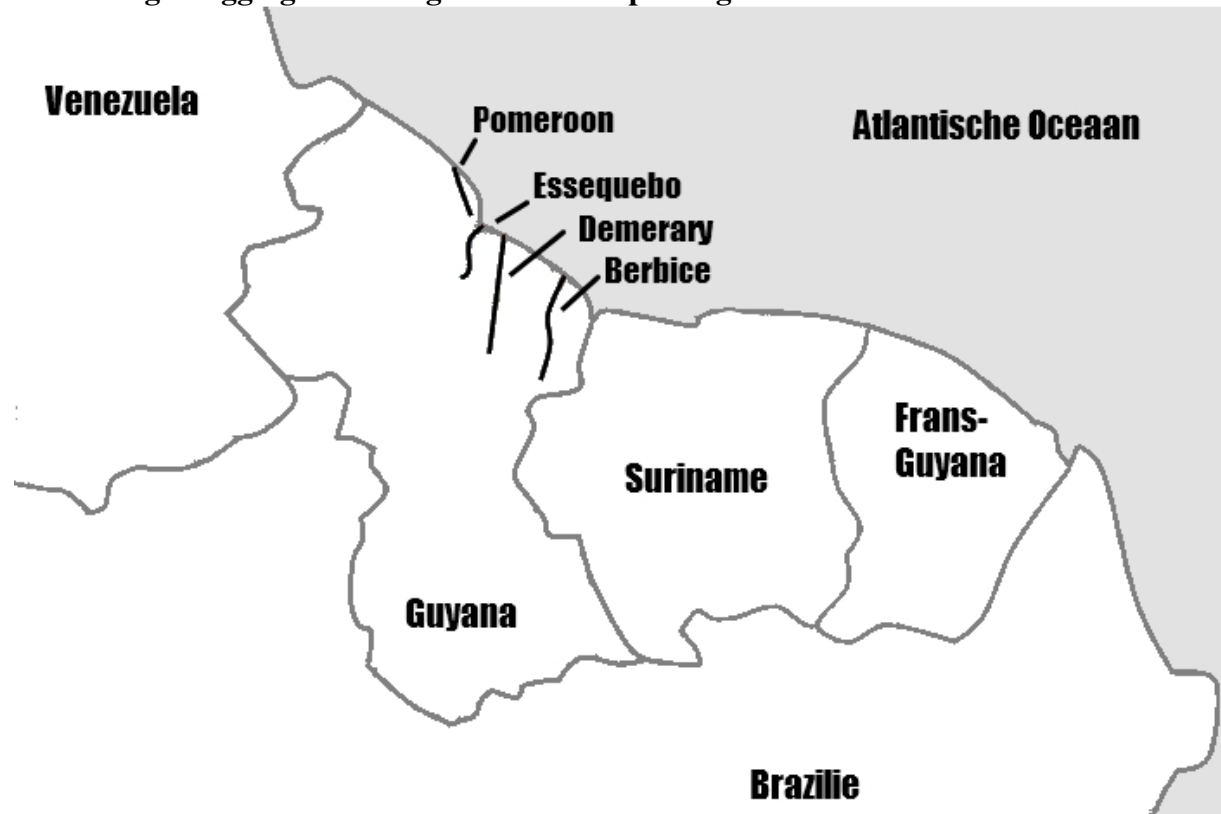 Venezuela
Pomeroon
Atlantische Oceaan
Essequebo
Demerary
Berbice
Frans-
Guyana
Suriname
Guyana
Brazilie